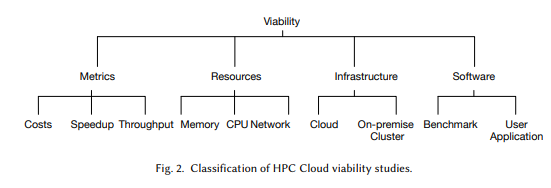 Viability
Metrics Resources Infrastructure Software
Costs Speedup Throughput Memory CPU Network Cloud On-premise Benchmark User
Cluster Application
Fig. 2. Classification of HPC Cloud viability studies.